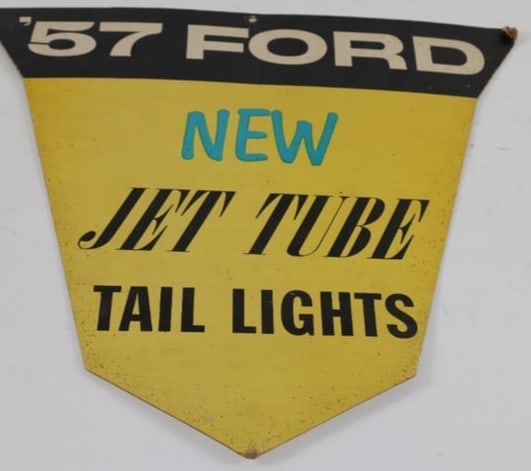 '57 FORD
NEW
JET TUBE
TAIL LIGHTS